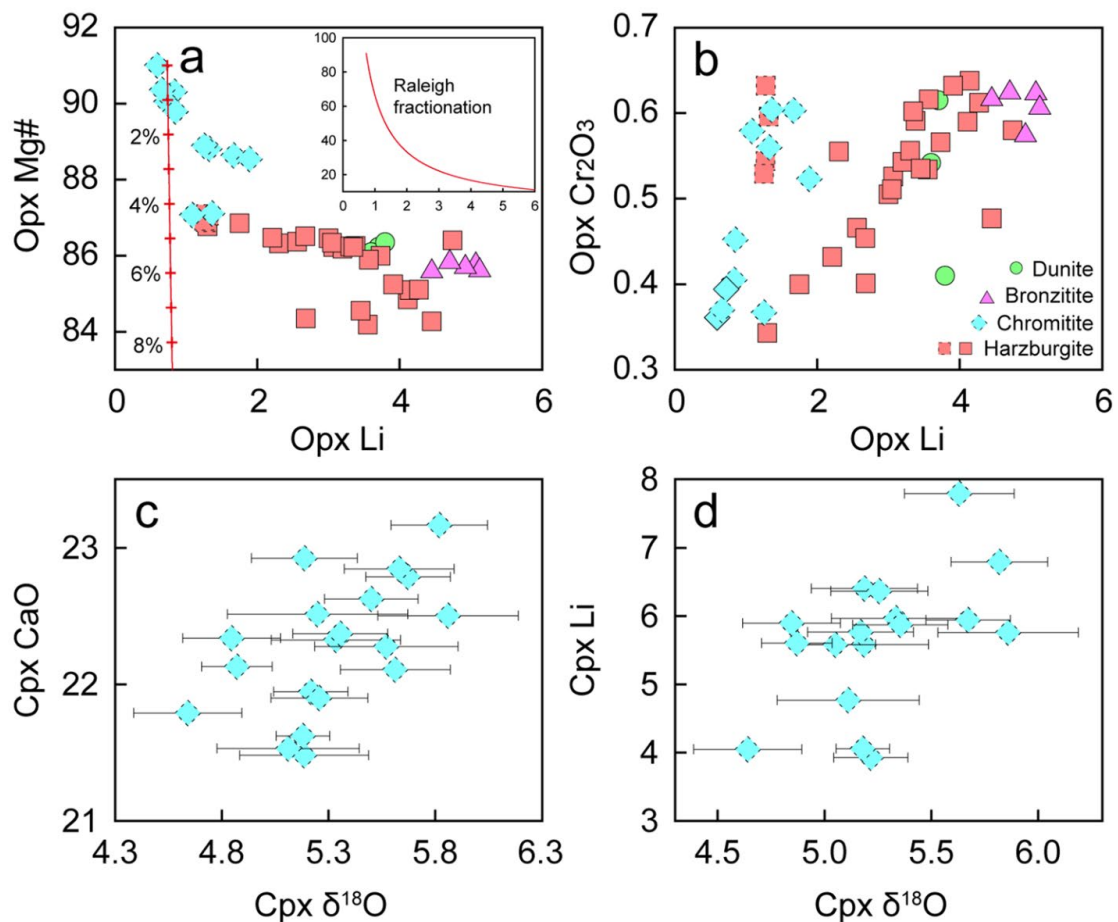 a
Opx Mg#
92
90
88
86
84
2%
4%
6%
8%
0
2
4
6
Opx Li
100
80
60
40
20
0
1
2
3
4
5
6
Raleigh
fractionation
b
Opx Cr₂O₃
0.7
0.6
0.5
0.4
0.3
0
2
4
6
Opx Li
Dunite
Bronzitite
Chromitite
Harzburgite
c
Cpx CaO
23
22
21
4.3
4.8
5.3
5.8
6.3
Cpx δ¹⁸O
d
Cpx Li
8
7
6
5
4
3
4.5
5.0
5.5
6.0
Cpx δ¹⁸O